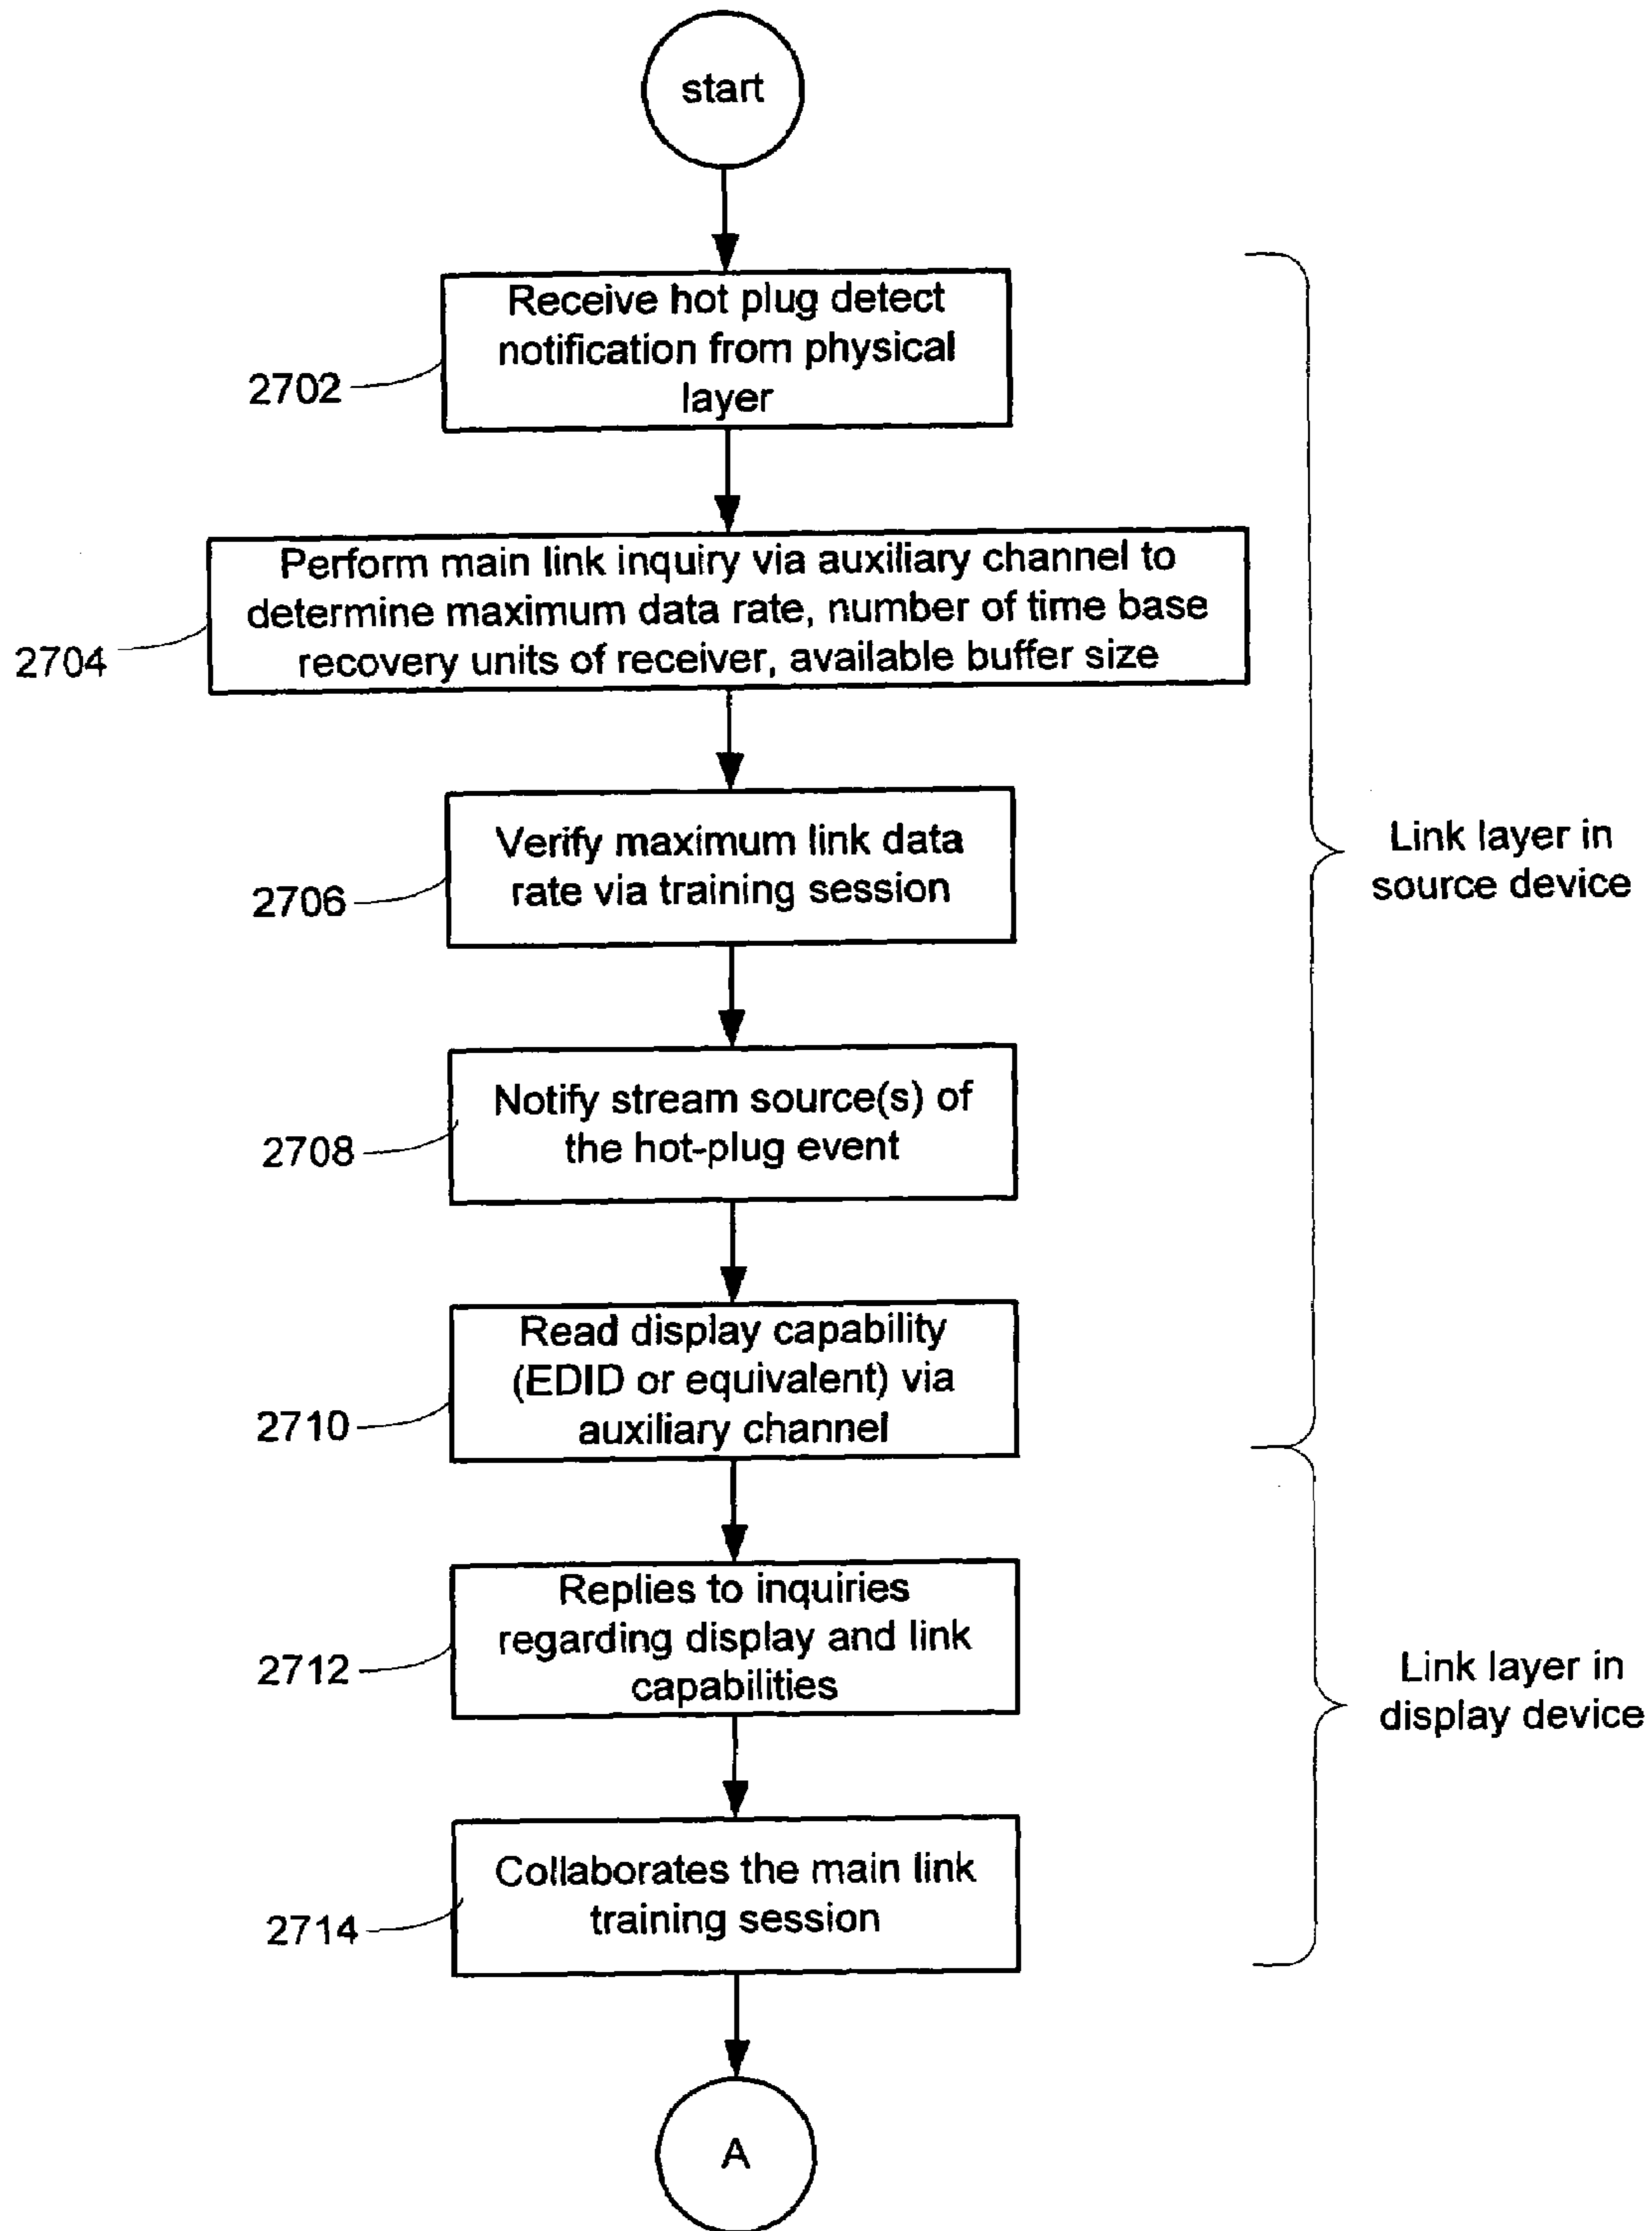 start
Receive hot plug detect
notification from physical
layer
2702
Perform main link inquiry via auxiliary channel to
determine maximum data rate, number of time base
recovery units of receiver, available buffer size
2704
Verify maximum link data
rate via training session
2706
Link layer in
source device
Notify stream source(s) of
the hot-plug event
2708
Read display capability
(EDID or equivalent) via
auxiliary channel
2710
Replies to inquiries
regarding display and link
capabilities
2712
Link layer in
display device
Collaborates the main link
training session
2714
A